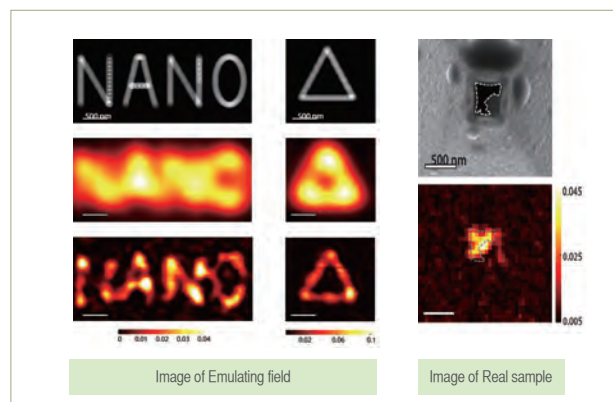 NANO
500 nm
500 nm
500 nm
0.045
0.025
0.005
0 0.01 0.02 0.03 0.04
0.02 0.06 0.1
Image of Emulating field
Image of Real sample